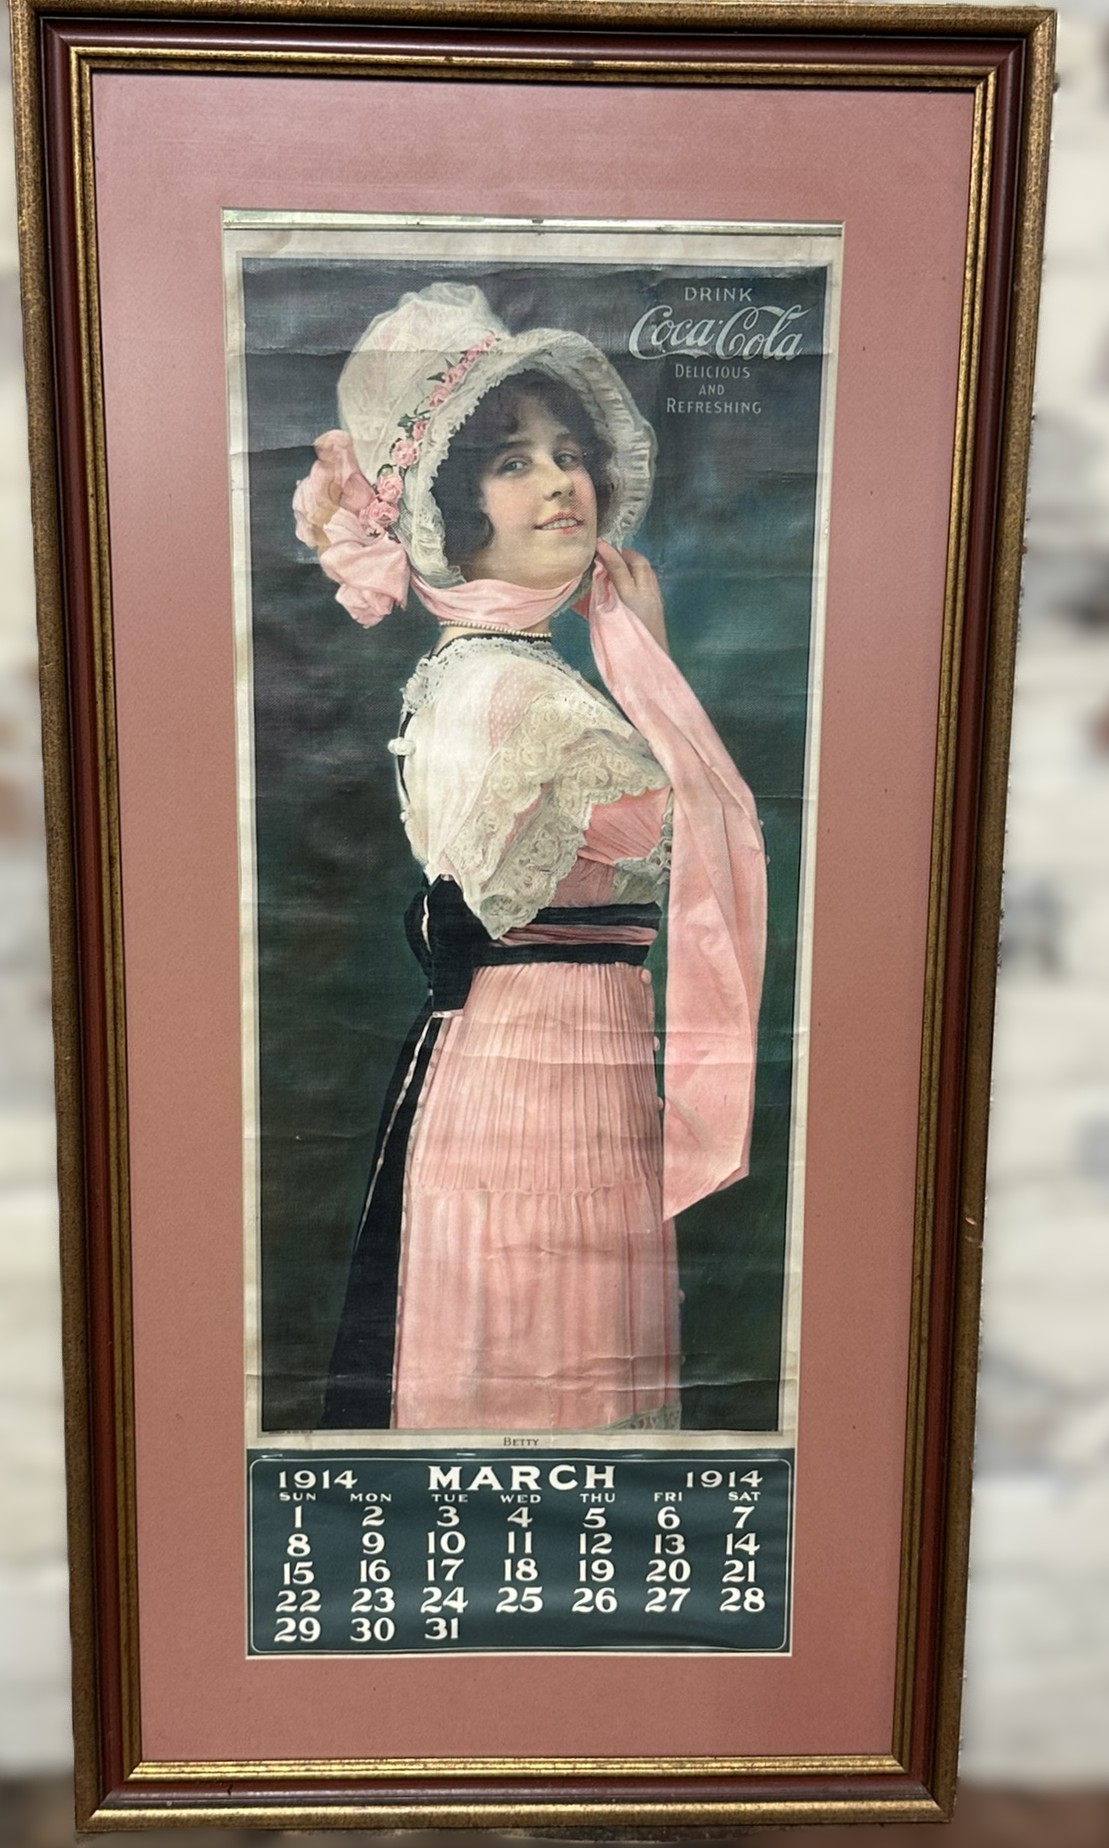 DRINK
Coca-Cola
DELICIOUS
AND
REFRESHING
BETTY
1914 MARCH 1914
SUN MON TUE WED THU FRI SAT
1 2 3 4 5 6 7
8 9 10 11 12 13 14
15 16 17 18 19 20 21
22 23 24 25 26 27 28
29 30 31